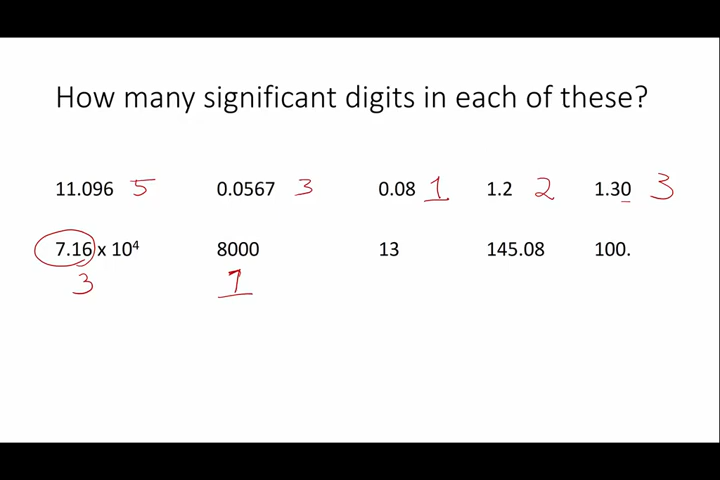 How many significant digits in each of these?
11.096 5 0.0567 3 0.08 1 1.2 2 1.30 3
7.16 x 10⁴ 8000 13 145.08 100.
3 1